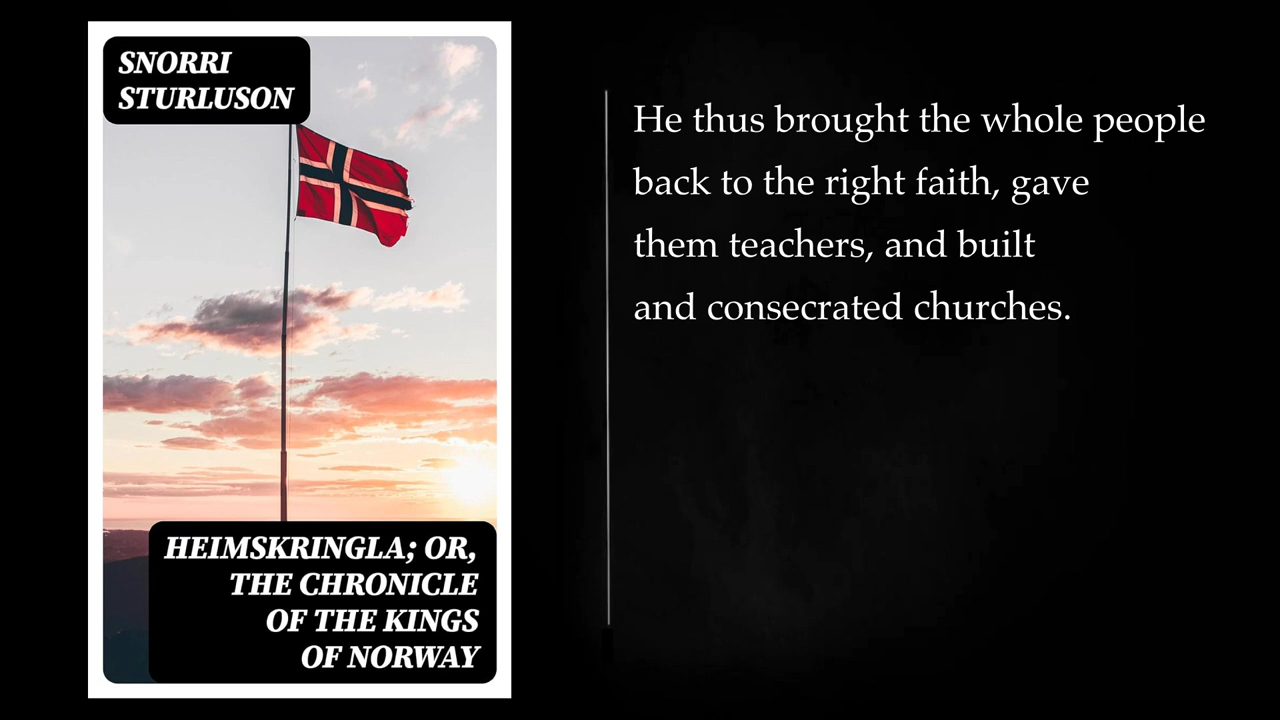 SNORRI
STURLUSON
HEIMSKRINGLA; OR,
THE CHRONICLE
OF THE KINGS
OF NORWAY
He thus brought the whole people
back to the right faith, gave
them teachers, and built
and consecrated churches.